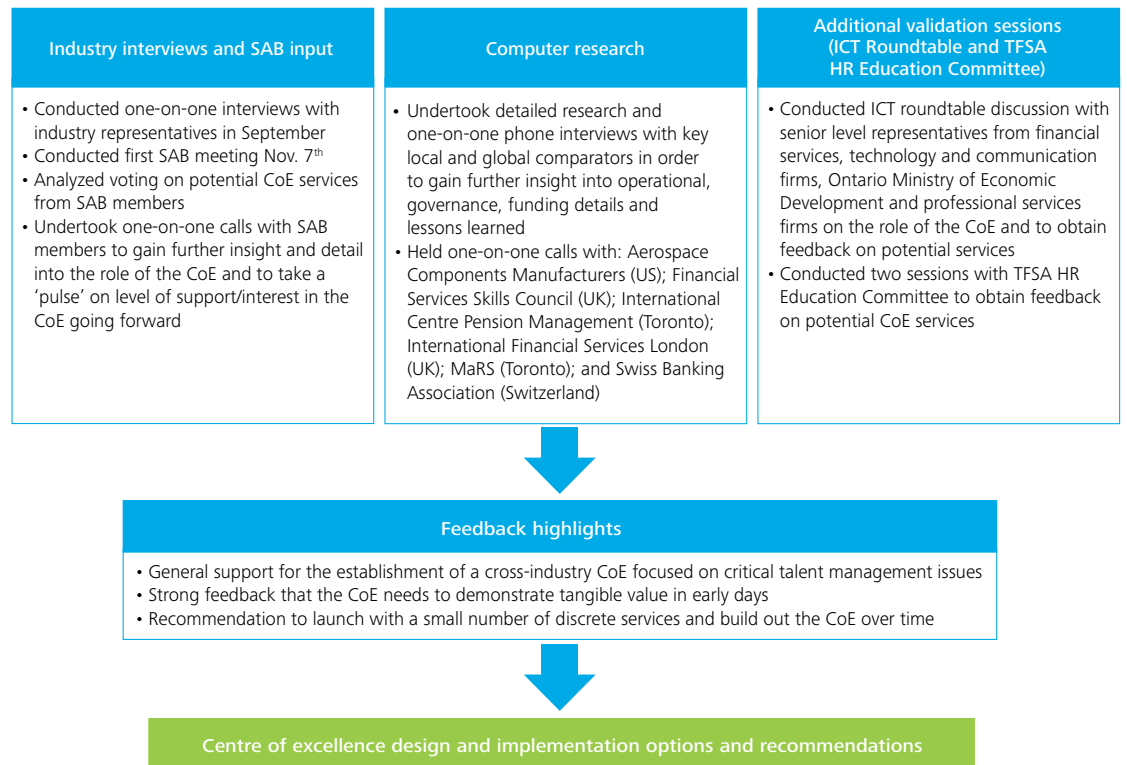 Industry interviews and SAB input
• Conducted one-on-one interviews with
industry representatives in September
• Conducted first SAB meeting Nov. 7th
• Analyzed voting on potential CoE services
from SAB members
• Undertook one-on-one calls with SAB
members to gain further insight and detail
into the role of the CoE and to take a
‘pulse’ on level of support/interest in the
CoE going forward
Computer research
• Undertook detailed research and
one-on-one phone interviews with key
local and global comparators in order
to gain further insight into operational,
governance, funding details and
lessons learned
• Held one-on-one calls with: Aerospace
Components Manufacturers (US); Financial
Services Skills Council (UK); International
Centre Pension Management (Toronto);
International Financial Services London
(UK); MaRS (Toronto); and Swiss Banking
Association (Switzerland)
Additional validation sessions
(ICT Roundtable and TFSA
HR Education Committee)
• Conducted ICT roundtable discussion with
senior level representatives from financial
services, technology and communication
firms, Ontario Ministry of Economic
Development and professional services
firms on the role of the CoE and to obtain
feedback on potential services
• Conducted two sessions with TFSA HR
Education Committee to obtain feedback
on potential CoE services
Feedback highlights
• General support for the establishment of a cross-industry CoE focused on critical talent management issues
• Strong feedback that the CoE needs to demonstrate tangible value in early days
• Recommendation to launch with a small number of discrete services and build out the CoE over time
Centre of excellence design and implementation options and recommendations